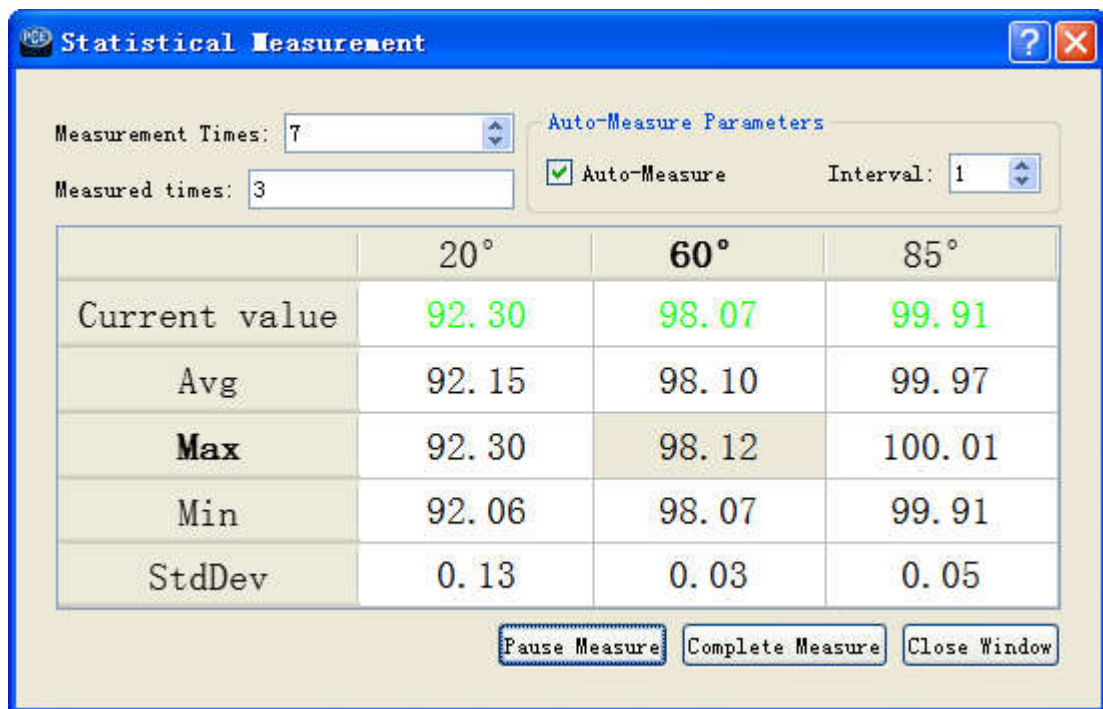 PCE Statistical Measurement
Measurement Times: 7
Auto-Measure Parameters
Auto-Measure Interval: 1
Measured times: 3
20° 60° 85°
Current value 92.30 98.07 99.91
Avg 92.15 98.10 99.97
Max 92.30 98.12 100.01
Min 92.06 98.07 99.91
StdDev 0.13 0.03 0.05
Pause Measure Complete Measure Close Window